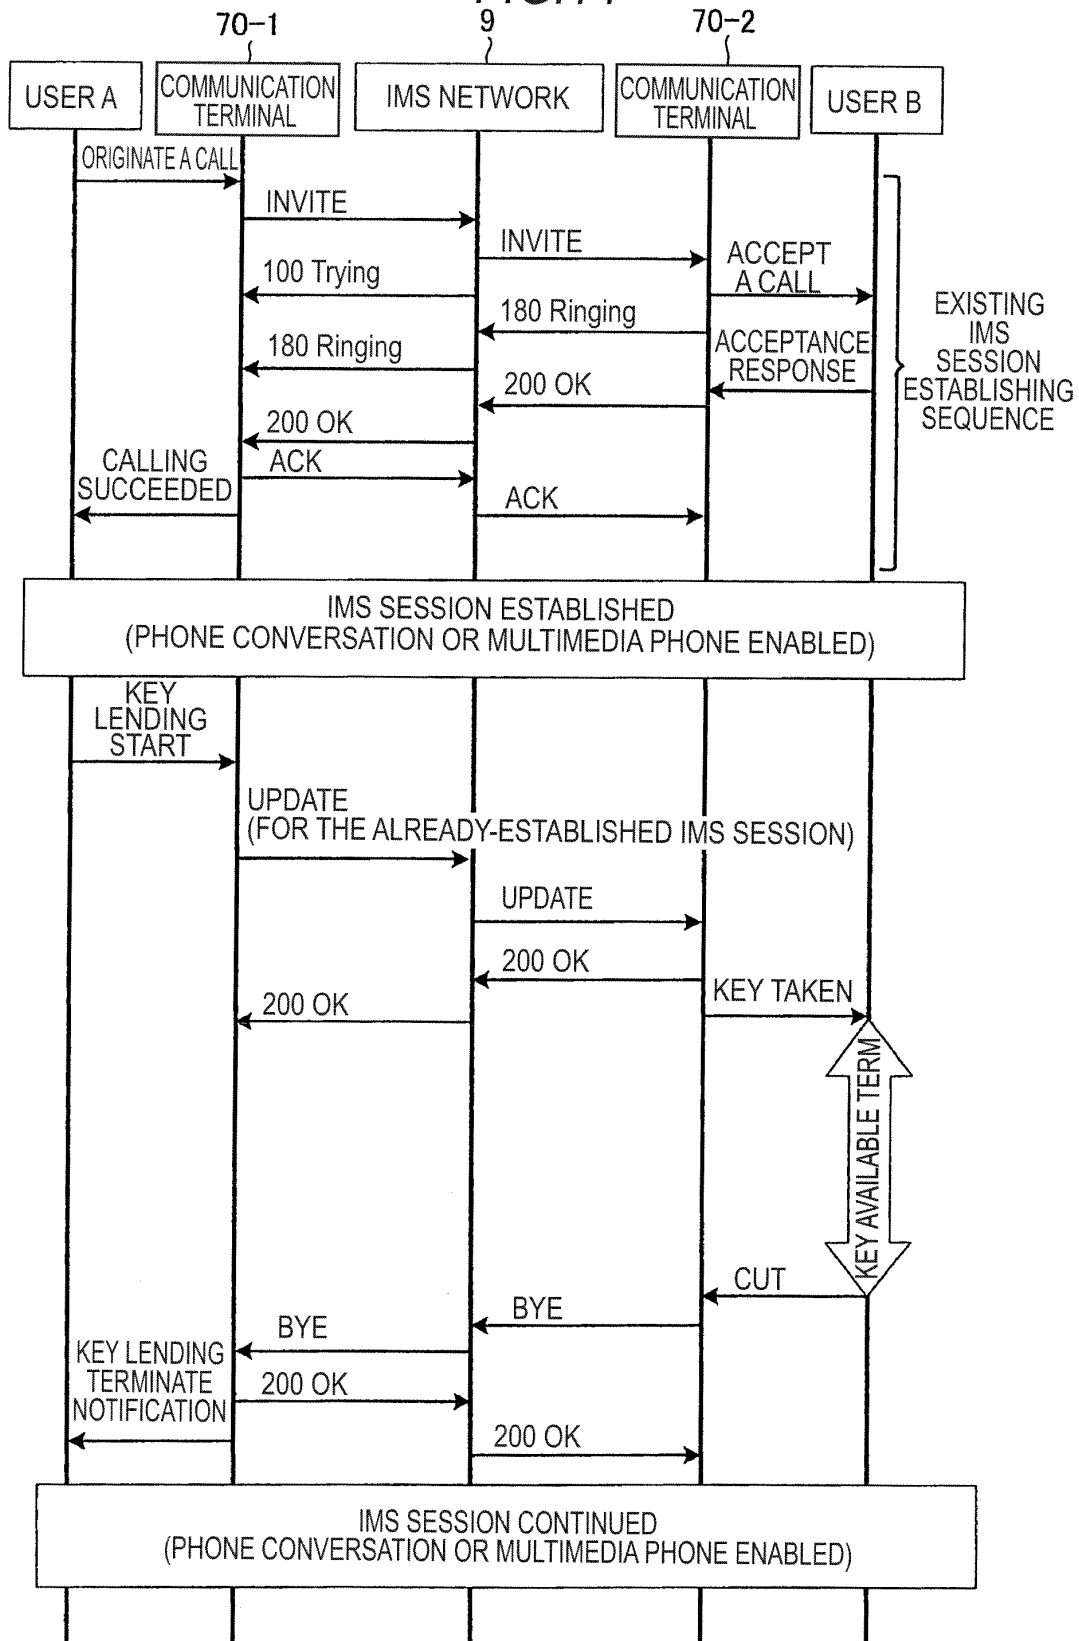 70-1
9
70-2
USER A
COMMUNICATION
TERMINAL
IMS NETWORK
COMMUNICATION
TERMINAL
USER B
ORIGINATE A CALL
INVITE
INVITE
ACCEPT
A CALL
100 Trying
180 Ringing
180 Ringing
ACCEPTANCE
RESPONSE
200 OK
200 OK
CALLING
SUCCEEDED
ACK
ACK
EXISTING
IMS
SESSION
ESTABLISHING
SEQUENCE
IMS SESSION ESTABLISHED
(PHONE CONVERSATION OR MULTIMEDIA PHONE ENABLED)
KEY
LENDING
START
UPDATE
(FOR THE ALREADY-ESTABLISHED IMS SESSION)
UPDATE
200 OK
KEY TAKEN
200 OK
KEY AVAILABLE TERM
CUT
BYE
BYE
KEY LENDING
TERMINATE
NOTIFICATION
200 OK
200 OK
IMS SESSION CONTINUED
(PHONE CONVERSATION OR MULTIMEDIA PHONE ENABLED)